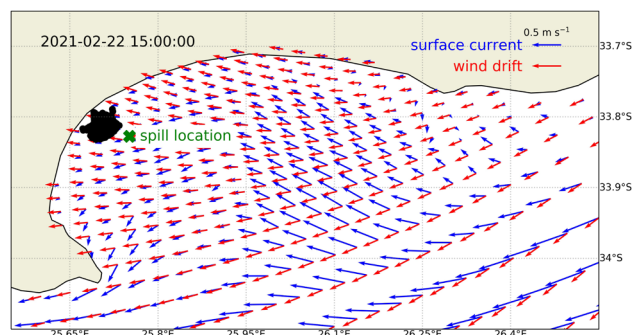 2021-02-22 15:00:00
0.5 m s⁻¹
surface current
wind drift
spill location
33.7°S
33.8°S
33.9°S
34°S
25.65°E 25.8°E 25.95°E 26.1°E 26.25°E 26.4°E